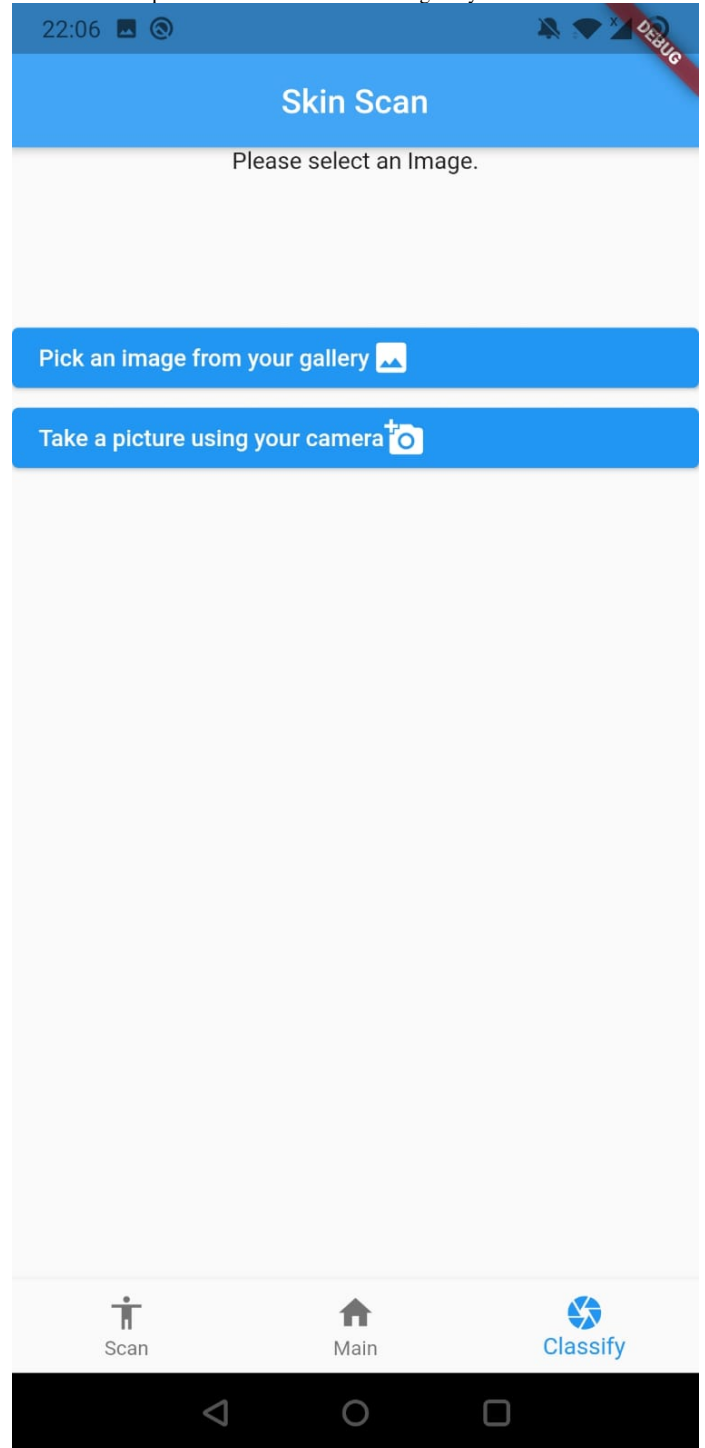 22:06
DEBUG
Skin Scan
Please select an Image.
Pick an image from your gallery
Take a picture using your camera
Scan Main Classify